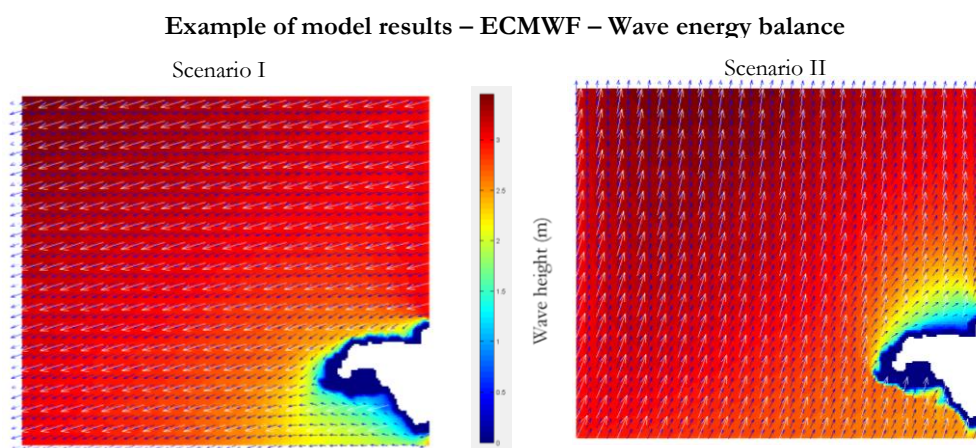 Example of model results – ECMWF – Wave energy balance
Scenario I
Scenario II
3
2.5
2
1.5
1
0.5
0
Wave height (m)